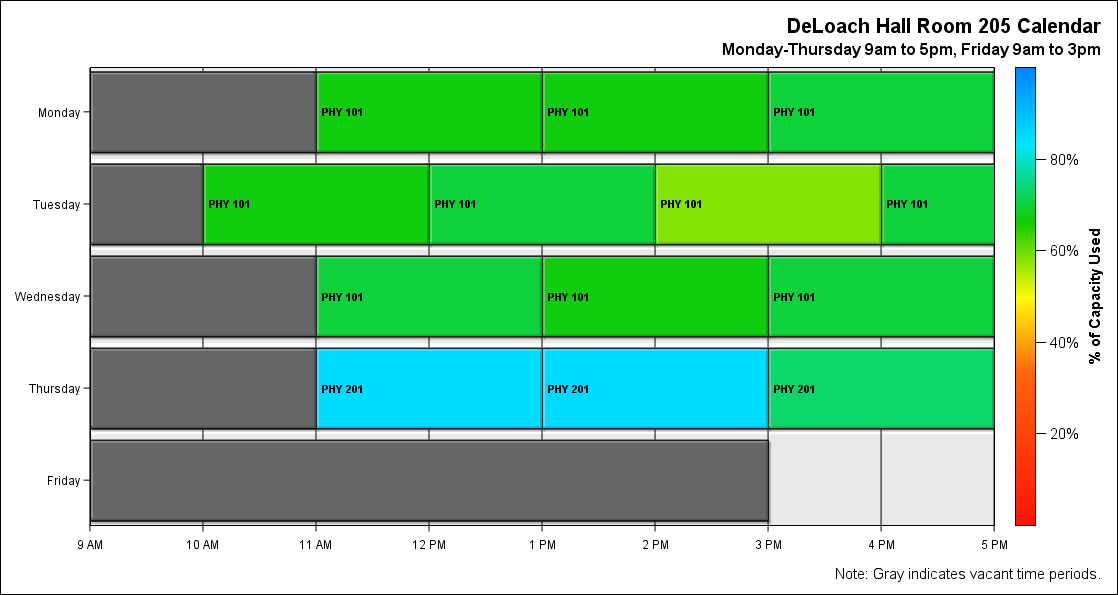 DeLoach Hall Room 205 Calendar
Monday-Thursday 9am to 5pm, Friday 9am to 3pm
Monday
PHY 101 PHY 101 PHY 101
Tuesday
PHY 101 PHY 101 PHY 101 PHY 101
Wednesday
PHY 101 PHY 101 PHY 101
Thursday
PHY 201 PHY 201 PHY 201
Friday
9 AM 10 AM 11 AM 12 PM 1 PM 2 PM 3 PM 4 PM 5 PM
80%
60%
40%
20%
% of Capacity Used
Note: Gray indicates vacant time periods.